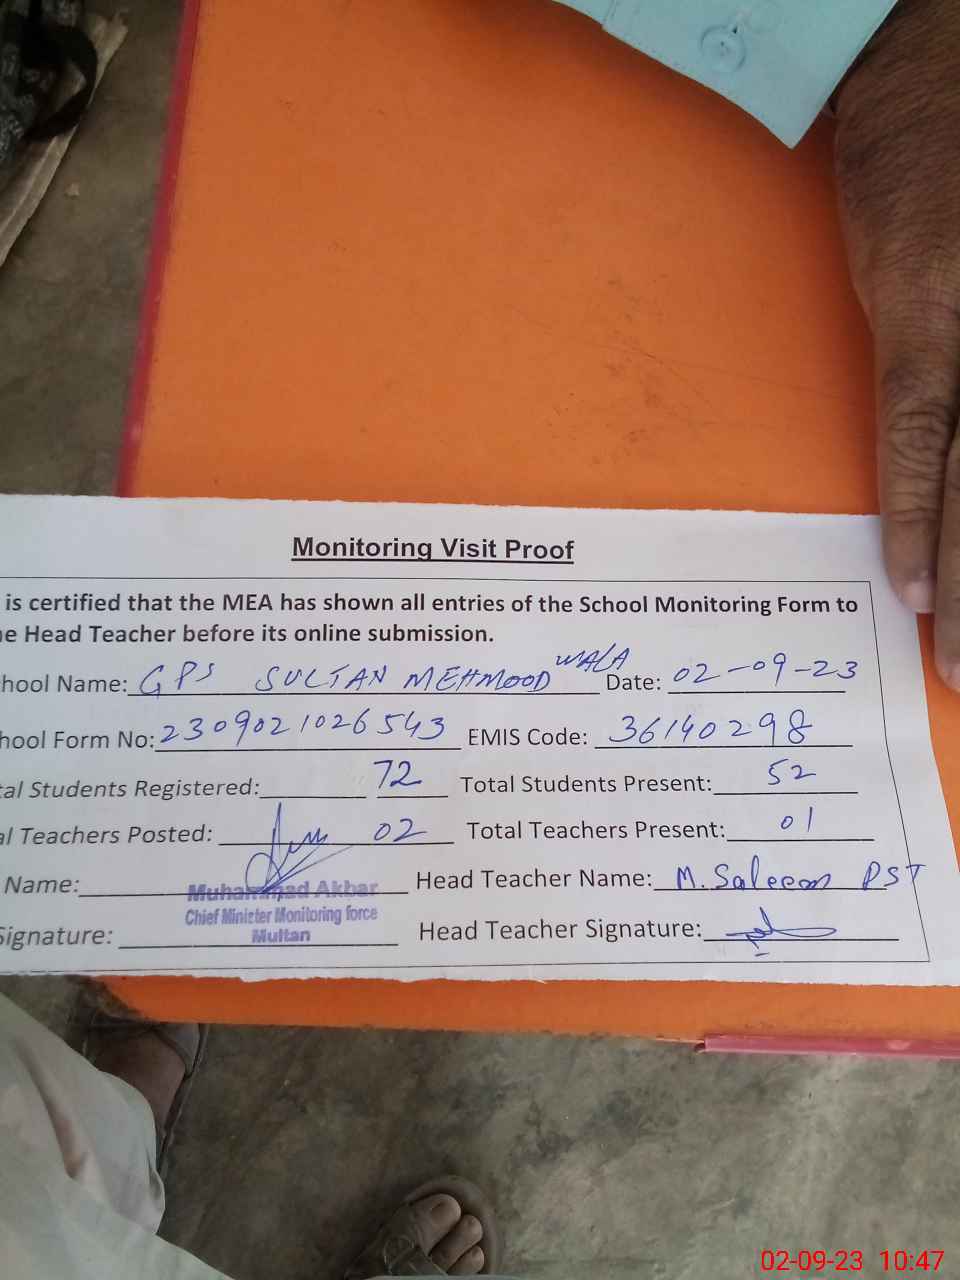 Monitoring Visit Proof
is certified that the MEA has shown all entries of the School Monitoring Form to
e Head Teacher before its online submission.
hool Name: GPS SULTAN MEHMOOD WALA Date: 02-09-23
hool Form No: 2309021026543 EMIS Code: 36140298
al Students Registered: 72 Total Students Present: 52
al Teachers Posted: 02 Total Teachers Present: 01
Name: Muhammad Akbar Head Teacher Name: M. Saleem PST
Chief Minister Monitoring force
Signature: Multan Head Teacher Signature:
02-09-23 10:47